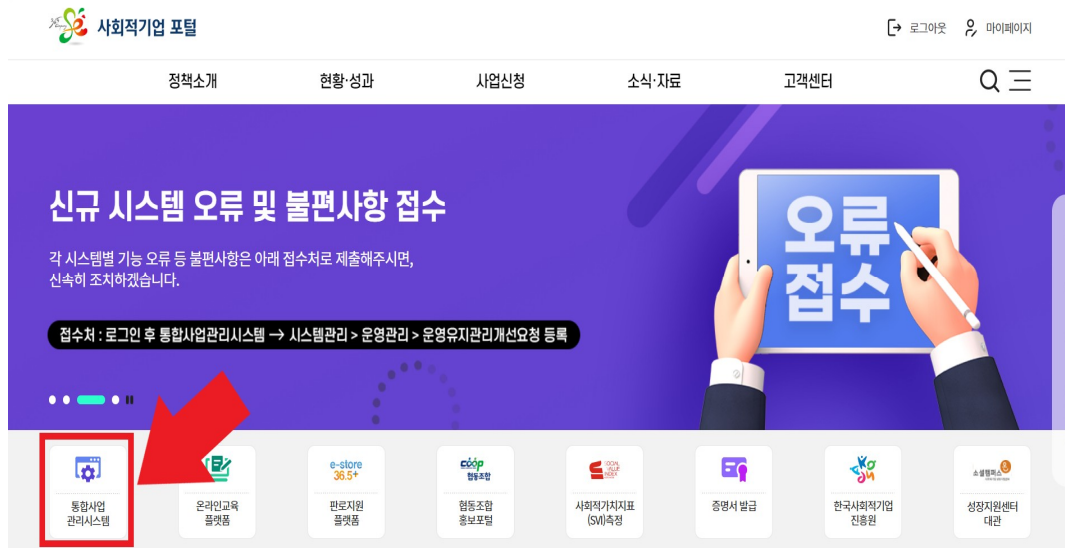 사회적기업 포털
로그아웃
마이페이지
정책소개
현황·성과
사업신청
소식·자료
고객센터
신규 시스템 오류 및 불편사항 접수
각 시스템별 기능 오류 등 불편사항은 아래 접수처로 제출해주시면,
신속히 조치하겠습니다.
접수처 : 로그인 후 통합사업관리시스템 → 시스템관리 > 운영관리 > 운영유지관리개선요청 등록
오류
접수
통합사업
관리시스템
온라인교육
플랫폼
e-store
36.5+
판로지원
플랫폼
coop
협동조합
협동조합
홍보포털
SOCIAL
VALUE
INDEX
사회적가치지표
(SVI)측정
증명서 발급
한국사회적기업
진흥원
소셜캠퍼스
성장지원센터
대관